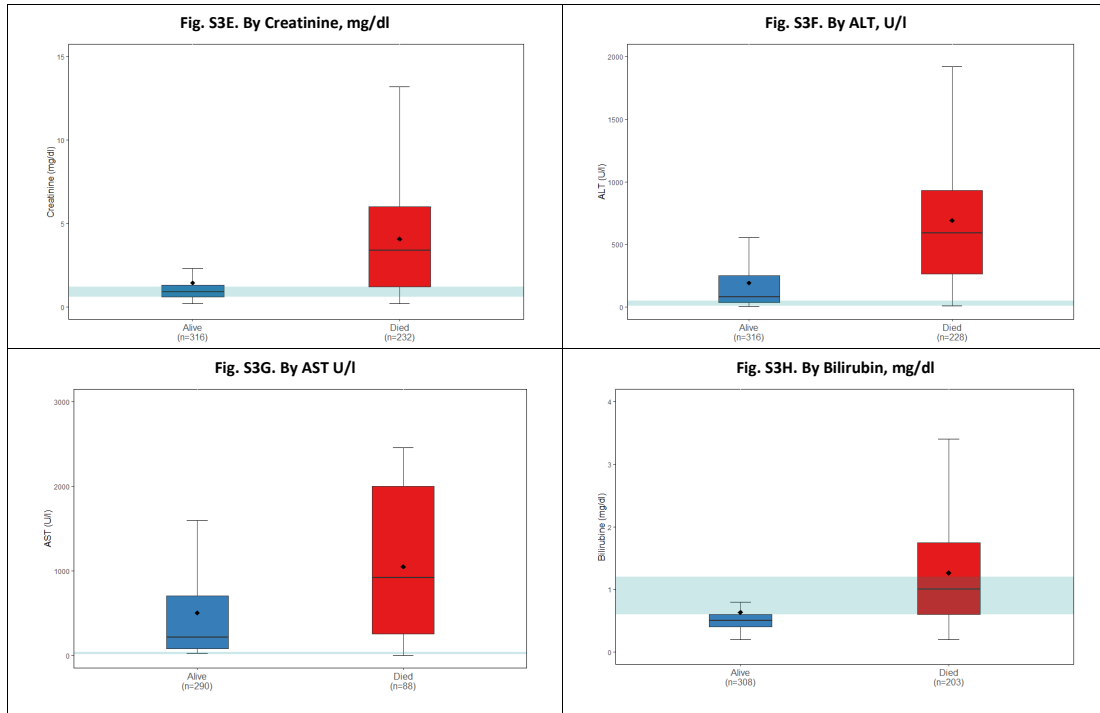 Fig. S3E. By Creatinine, mg/dl
15
10
5
0
Creatinine (mg/dl)
Alive
(n=316)
Died
(n=232)
Fig. S3F. By ALT, U/l
2000
1500
1000
500
0
ALT (U/l)
Alive
(n=316)
Died
(n=228)
Fig. S3G. By AST U/l
3000
2000
1000
0
AST (U/l)
Alive
(n=290)
Died
(n=88)
Fig. S3H. By Bilirubin, mg/dl
4
3
2
1
0
Bilirubine (mg/dl)
Alive
(n=308)
Died
(n=203)